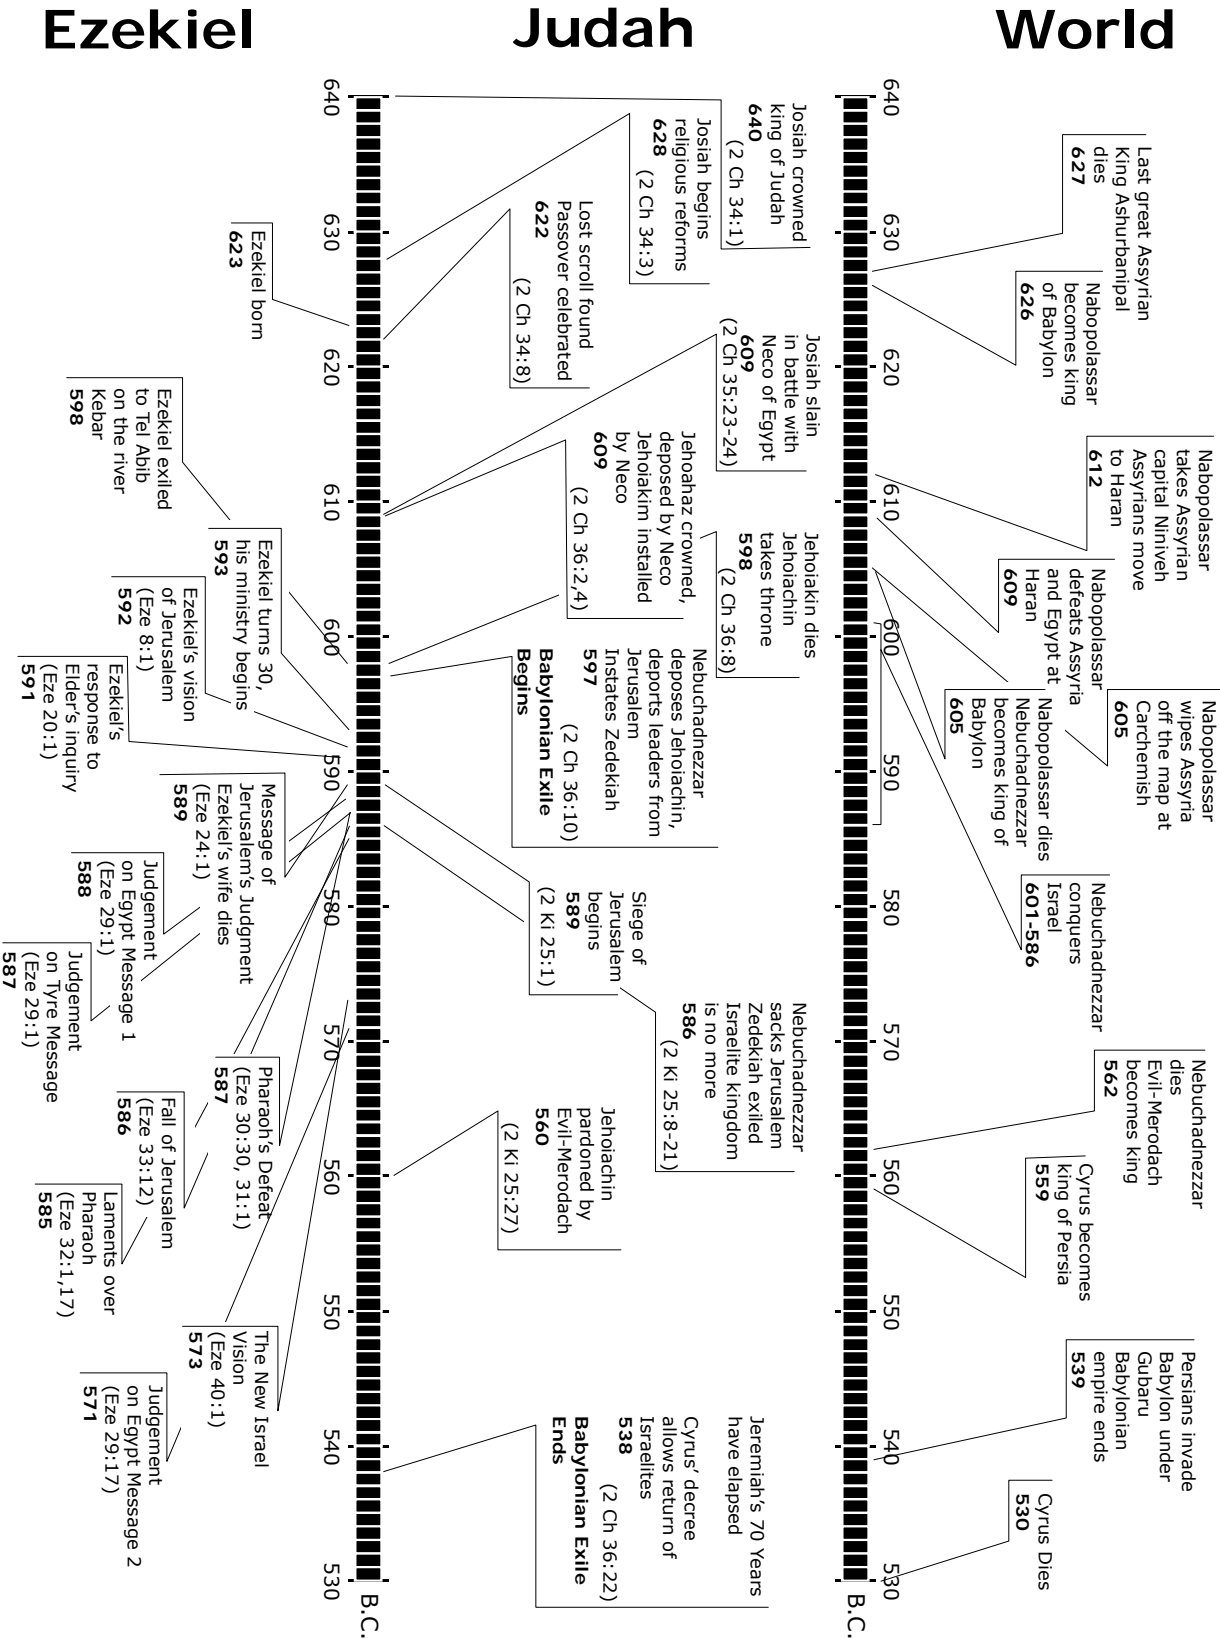 Ezekiel
Judah
World
640
630
620
610
600
590
580
570
560
550
540
530
B.C.
640
630
620
610
600
590
580
570
560
550
540
530
B.C.
Last great Assyrian
King Ashurbanipal
dies
627
Nabopolassar
becomes king
of Babylon
626
Nabopolassar
takes Assyrian
capital Niniveh
Assyrians move
to Haran
612
Nabopolassar
defeats Assyria
and Egypt at
Haran
609
Nabopolassar
wipes Assyria
off the map at
Carchemish
605
Nabopolassar dies
Nebuchadnezzar
becomes king of
Babylon
605
Nebuchadnezzar
conquers
Israel
601-586
Nebuchadnezzar
dies
Evil-Merodach
becomes king
562
Cyrus becomes
king of Persia
559
Persians invade
Babylon under
Gubaru
Babylonian
empire ends
539
Cyrus Dies
530
Josiah crowned
king of Judah
640
(2 Ch 34:1)
Josiah begins
religious reforms
628
(2 Ch 34:3)
Lost scroll found
Passover celebrated
622
(2 Ch 34:8)
Josiah slain
in battle with
Neco of Egypt
609
(2 Ch 35:23-24)
Jehoahaz crowned,
deposed by Neco
Jehoiakim installed
by Neco
609
(2 Ch 36:2,4)
Jehoiakin dies
Jehoiachin
takes throne
598
(2 Ch 36:8)
Nebuchadnezzar
deposes Jehoiachin,
deports leaders from
Jerusalem
Instates Zedekiah
597
(2 Ch 36:10)
Babylonian Exile
Begins
Siege of
Jerusalem
begins
589
(2 Ki 25:1)
Nebuchadnezzar
sacks Jerusalem
Zedekiah exiled
Israelite kingdom
is no more
586
(2 Ki 25:8-21)
Jehoiachin
pardoned by
Evil-Merodach
560
(2 Ki 25:27)
Jeremiah's 70 Years
have elapsed
Cyrus' decree
allows return of
Israelites
538
(2 Ch 36:22)
Babylonian Exile
Ends
Ezekiel born
623
Ezekiel exiled
to Tel Abib
on the river
Kebar
598
Ezekiel turns 30,
his ministry begins
593
Ezekiel's vision
of Jerusalem
(Eze 8:1)
592
Ezekiel's
response to
Elder's inquiry
(Eze 20:1)
591
Message of
Jerusalem's Judgment
Ezekiel's wife dies
(Eze 24:1)
589
Judgement
on Egypt Message 1
(Eze 29:1)
588
Judgement
on Tyre Message
(Eze 29:1)
587
Pharaoh's Defeat
(Eze 30:30, 31:1)
587
Fall of Jerusalem
(Eze 33:12)
586
Laments over
Pharaoh
(Eze 32:1,17)
585
The New Israel
Vision
(Eze 40:1)
573
Judgement
on Egypt Message 2
(Eze 29:17)
571